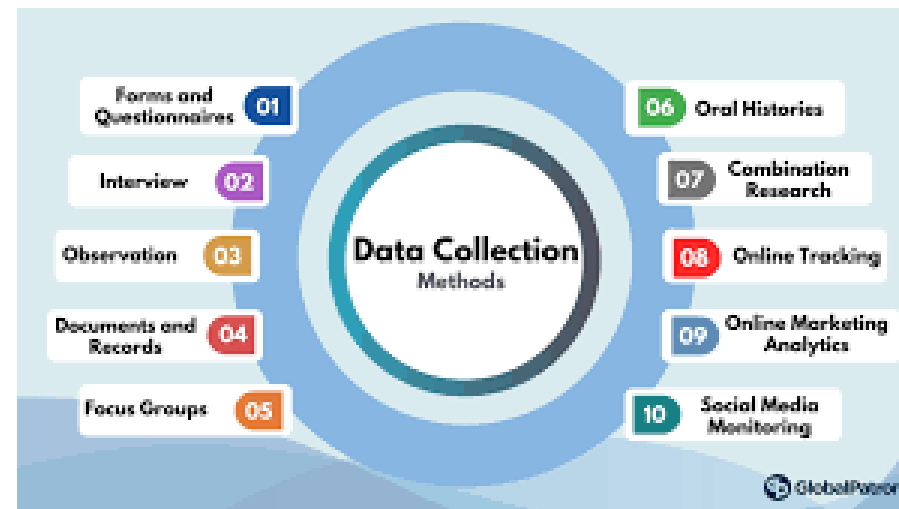 Forms and
Questionnaires
01
Interview
02
Observation
03
Documents and
Records
04
Focus Groups
05
Data Collection
Methods
06
Oral Histories
07
Combination
Research
08
Online Tracking
09
Online Marketing
Analytics
10
Social Media
Monitoring
GlobalPatron